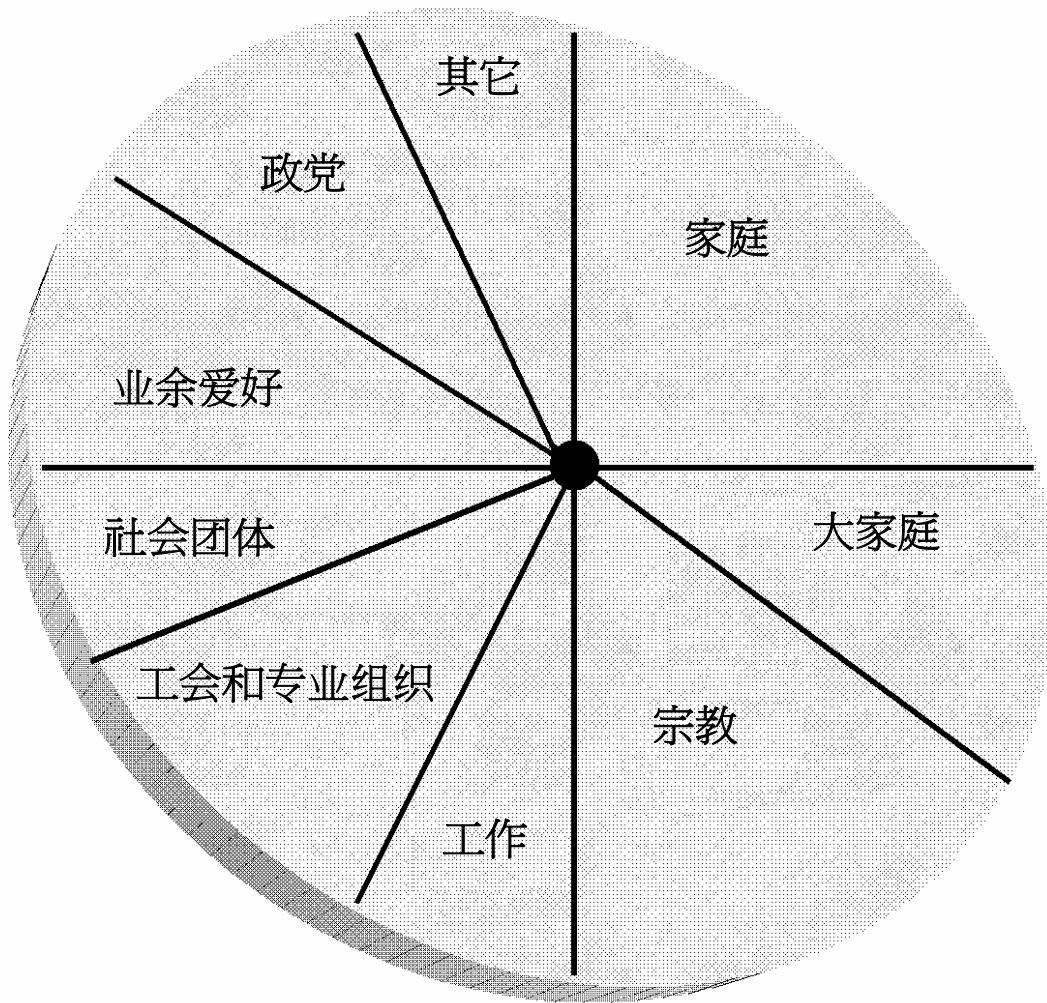 其它
政党
家庭
业余爱好
社会团体
大家庭
工会和专业组织
宗教
工作